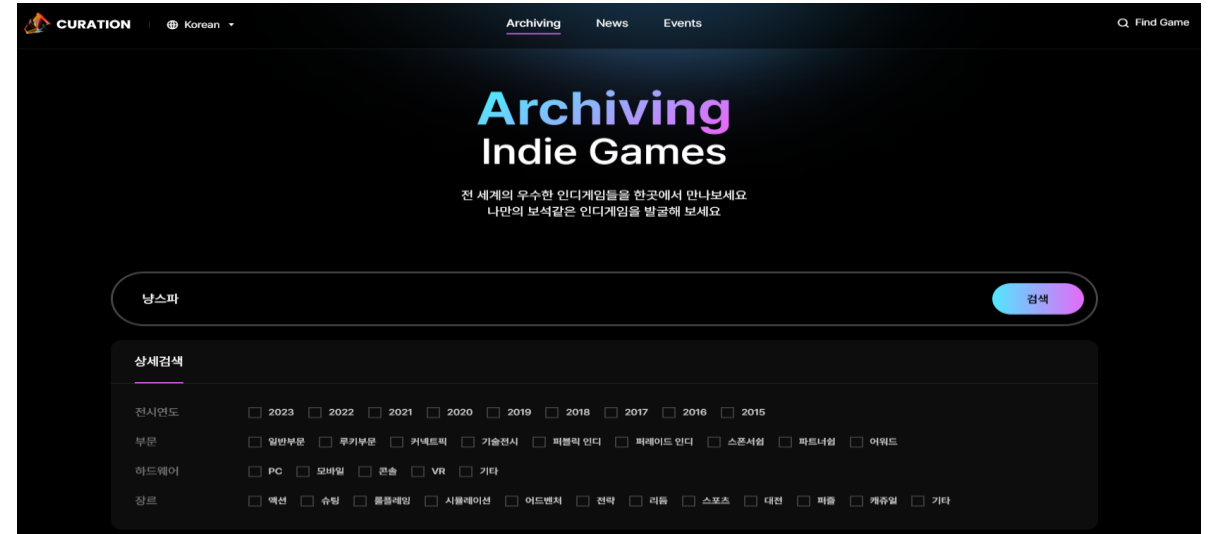 CURATION Korean Archiving News Events Find Game
Archiving
Indie Games
전 세계의 우수한 인디게임들을 한곳에서 만나보세요
나만의 보석같은 인디게임을 발굴해 보세요
냥스파 검색
상세검색
전시연도 2023 2022 2021 2020 2019 2018 2017 2016 2015
부문 일반부문 루키부문 커넥트픽 기술전시 퍼블릭 인디 퍼레이드 인디 스폰서쉽 파트너쉽 어워드
하드웨어 PC 모바일 콘솔 VR 기타
장르 액션 슈팅 롤플레잉 시뮬레이션 어드벤처 전략 리듬 스포츠 대전 퍼즐 캐쥬얼 기타